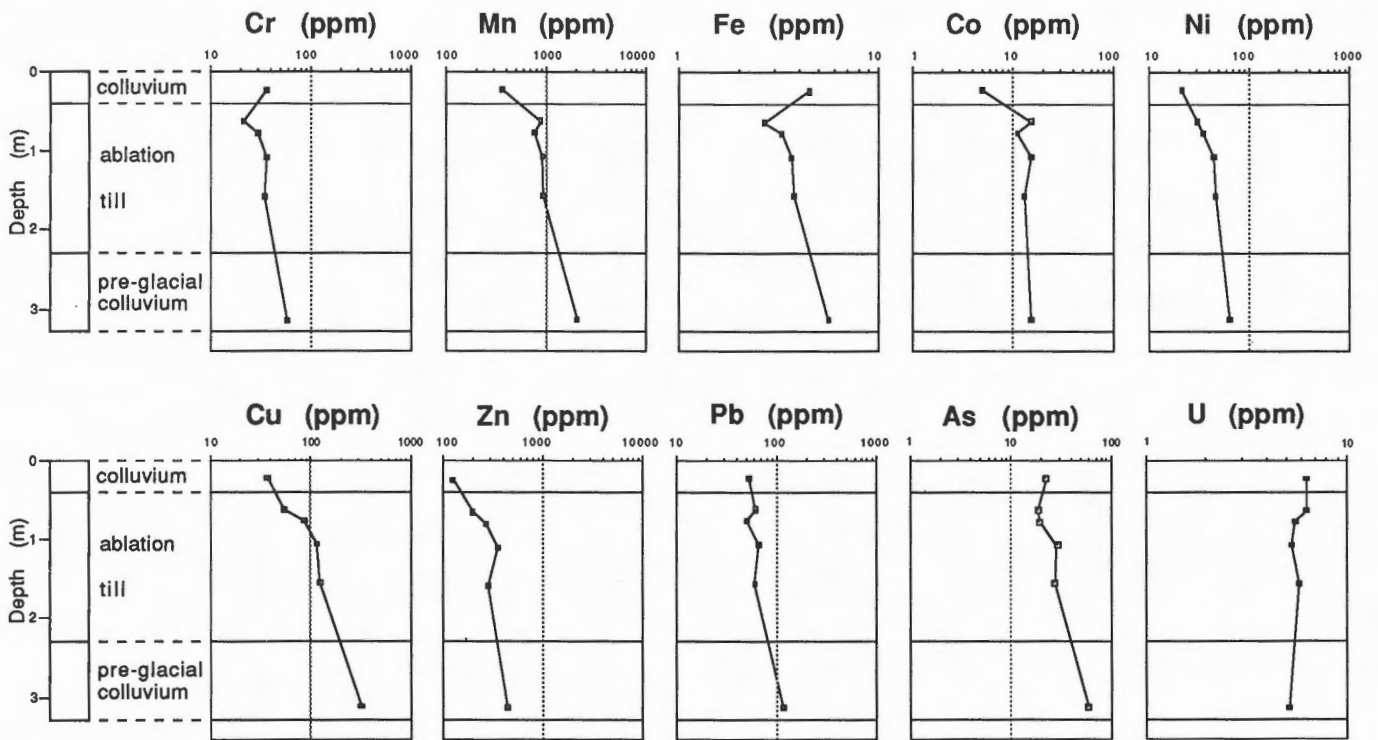 Cr (ppm) Mn (ppm) Fe (ppm) Co (ppm) Ni (ppm)
10 100 1000 10 1000 10000 1 10 1 10 100 10 100 1000
0
colluvium
ablation
1
till
2
pre-glacial
colluvium
3
Depth (m)
Cu (ppm) Zn (ppm) Pb (ppm) As (ppm) U (ppm)
10 100 1000 100 1000 10000 10 100 1000 1 10 100 1 10
0
colluvium
ablation
1
till
2
pre-glacial
colluvium
3
Depth (m)